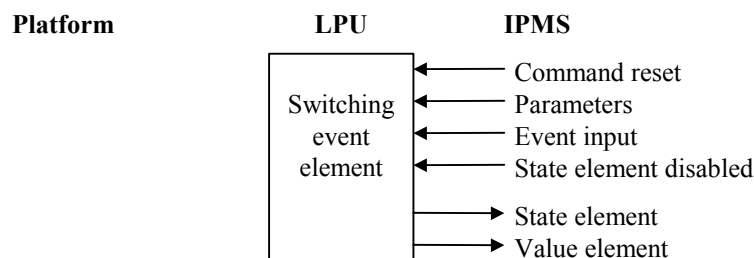 Platform LPU IPMS
Command reset
Switching Parameters
event Event input
element State element disabled
State element
Value element